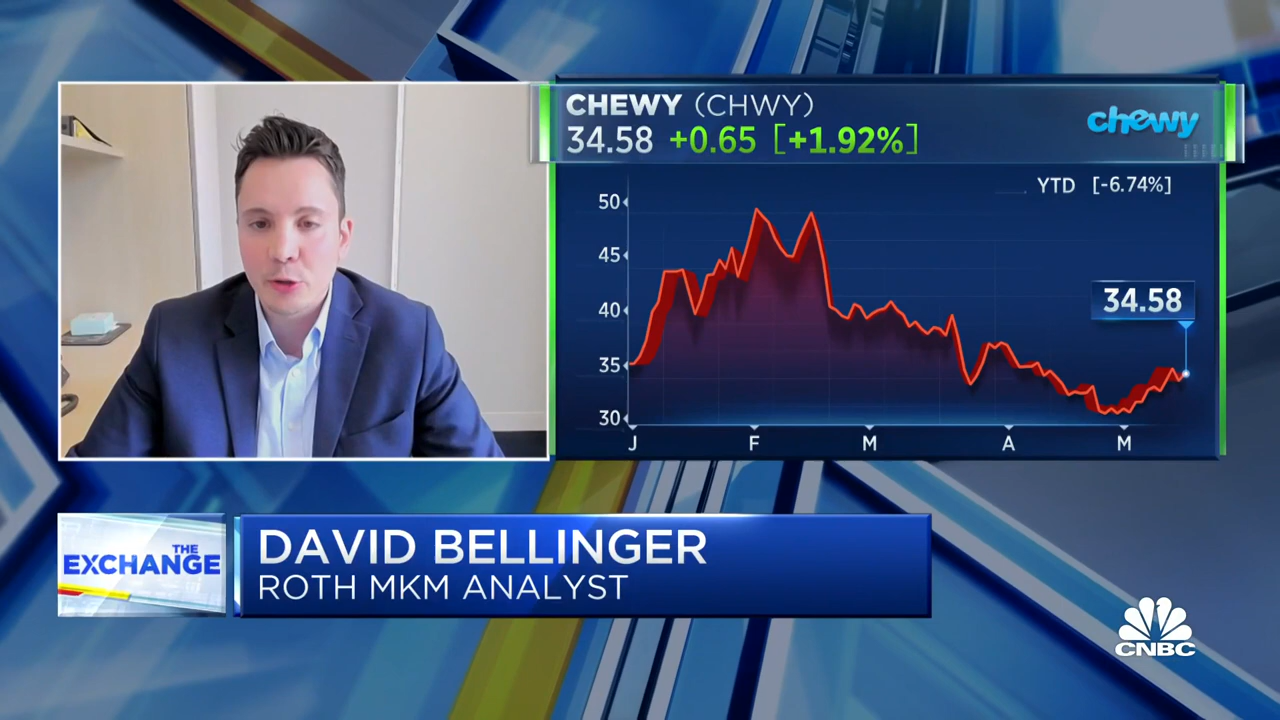 CHEWY (CHWY)
34.58 +0.65 [+1.92%]
chewy
YTD [-6.74%]
50
45
40
35
30
34.58
J F M A M
THE
EXCHANGE
DAVID BELLINGER
ROTH MKM ANALYST
CNBC